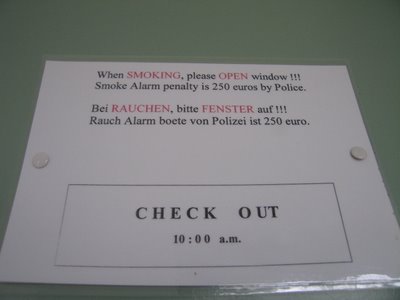 When SMOKING, please OPEN window !!!
Smoke Alarm penalty is 250 euros by Police.
Bei RAUCHEN, bitte FENSTER auf !!!
Rauch Alarm boete von Polizei ist 250 euro.
CHECK OUT
10:00 a.m.